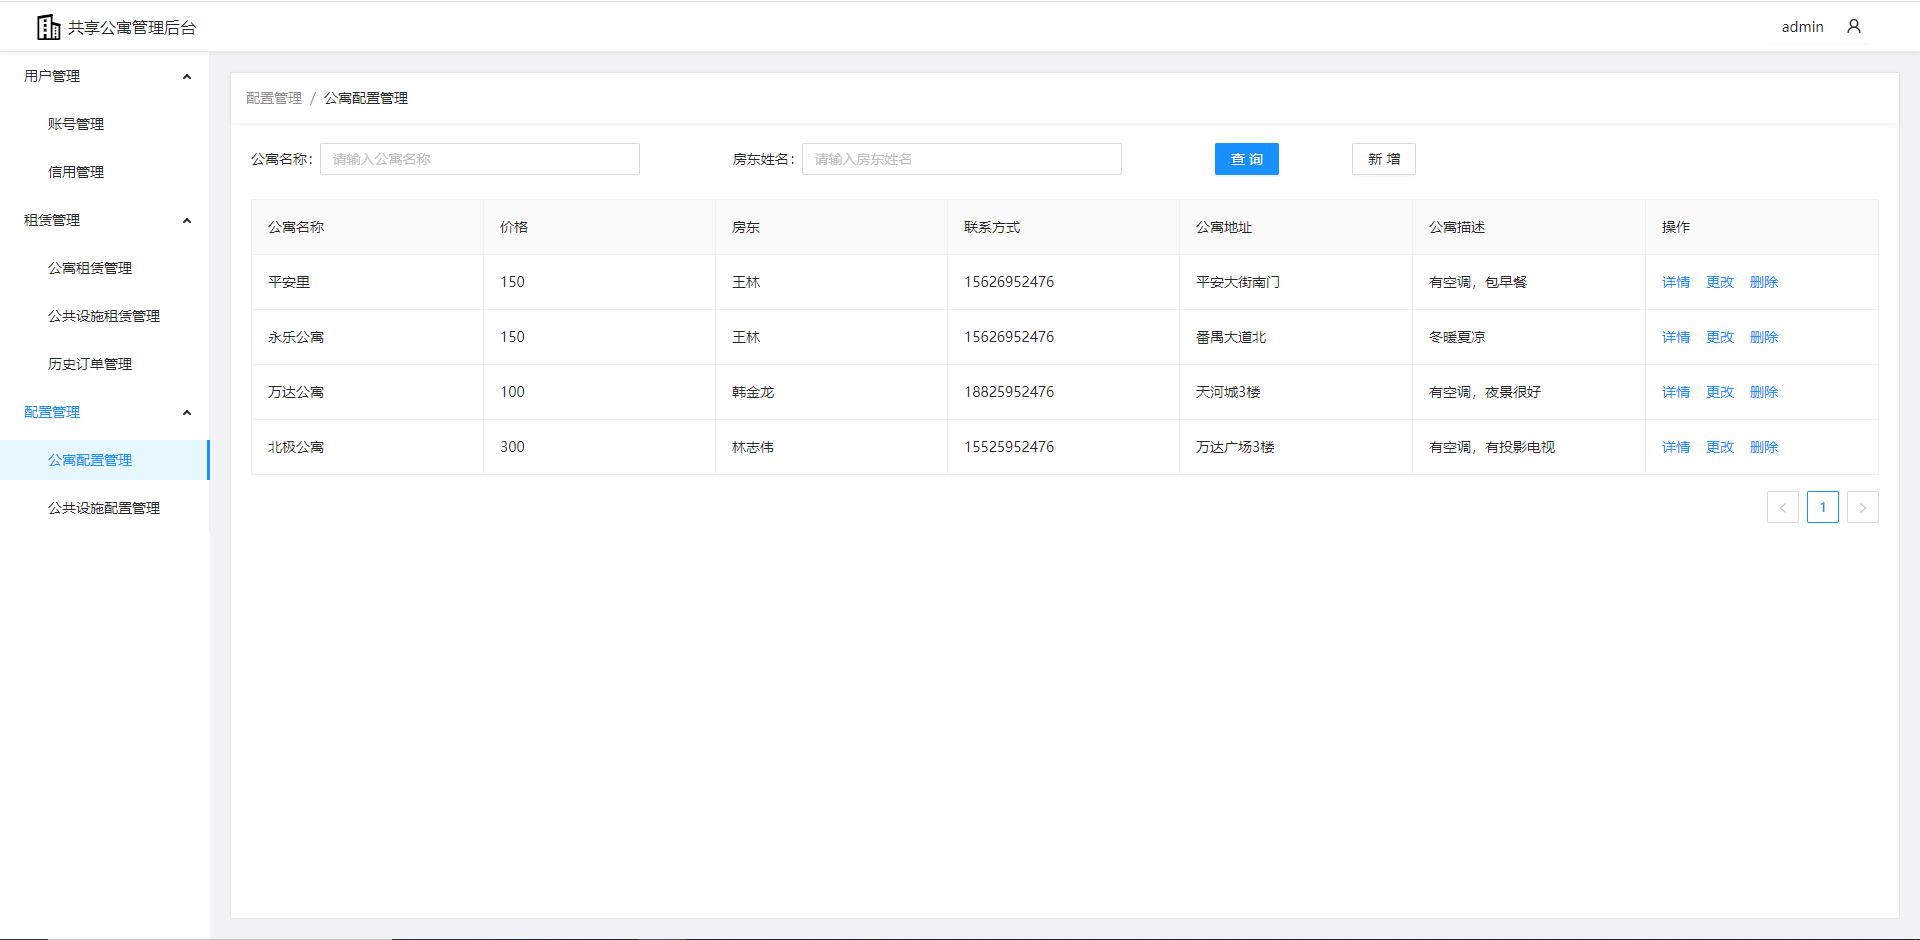 共享公寓管理后台
admin
用户管理
账号管理
信用管理
租赁管理
公寓租赁管理
公共设施租赁管理
历史订单管理
配置管理
公寓配置管理
公共设施配置管理
配置管理 / 公寓配置管理
公寓名称： 请输入公寓名称 房东姓名： 请输入房东姓名 查 询 新 增
公寓名称 价格 房东 联系方式 公寓地址 公寓描述 操作
平安里 150 王林 15626952476 平安大街南门 有空调，包早餐 详情 更改 删除
永乐公寓 150 王林 15626952476 番禺大道北 冬暖夏凉 详情 更改 删除
万达公寓 100 韩金龙 18825952476 天河城3楼 有空调，夜景很好 详情 更改 删除
北极公寓 300 林志伟 15525952476 万达广场3楼 有空调，有投影电视 详情 更改 删除
< 1 >